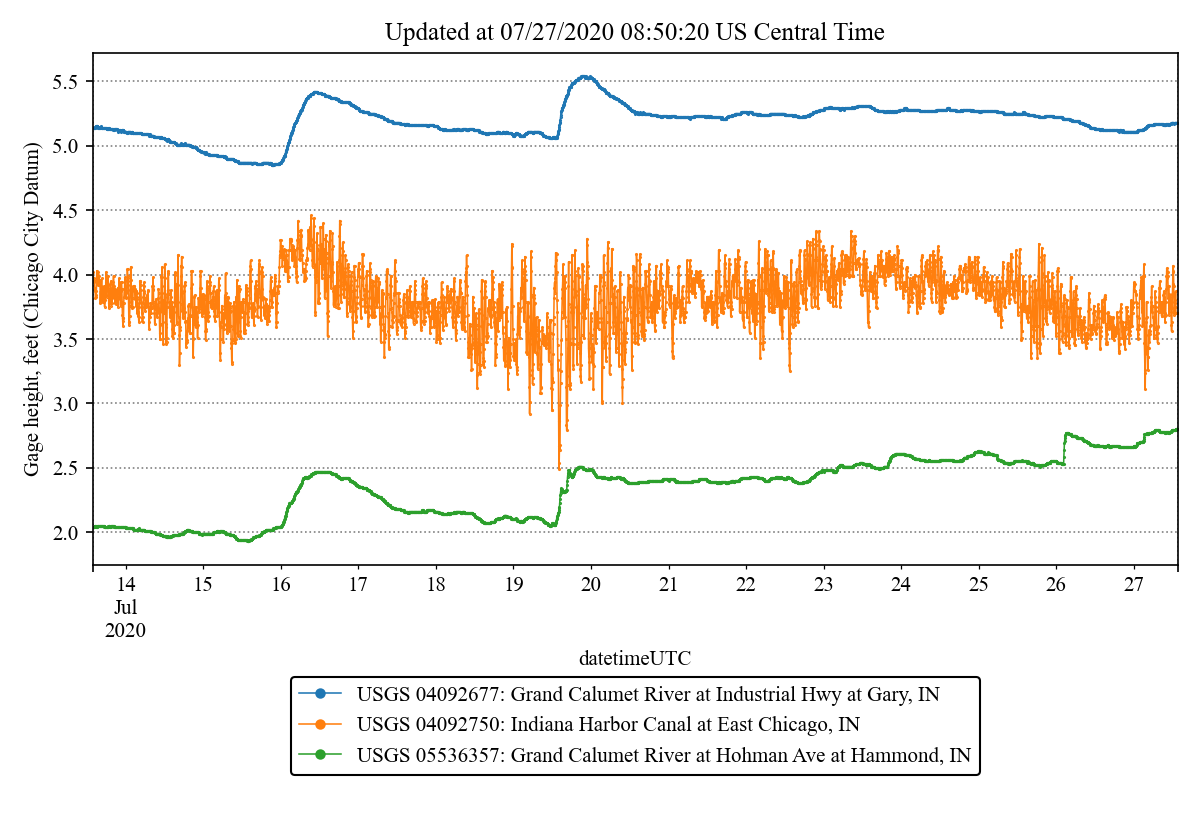 Updated at 07/27/2020 08:50:20 US Central Time
Gage height, feet (Chicago City Datum)
5.5
5.0
4.5
4.0
3.5
3.0
2.5
2.0
14 15 16 17 18 19 20 21 22 23 24 25 26 27
Jul
2020
datetimeUTC
USGS 04092677: Grand Calumet River at Industrial Hwy at Gary, IN
USGS 04092750: Indiana Harbor Canal at East Chicago, IN
USGS 05536357: Grand Calumet River at Hohman Ave at Hammond, IN